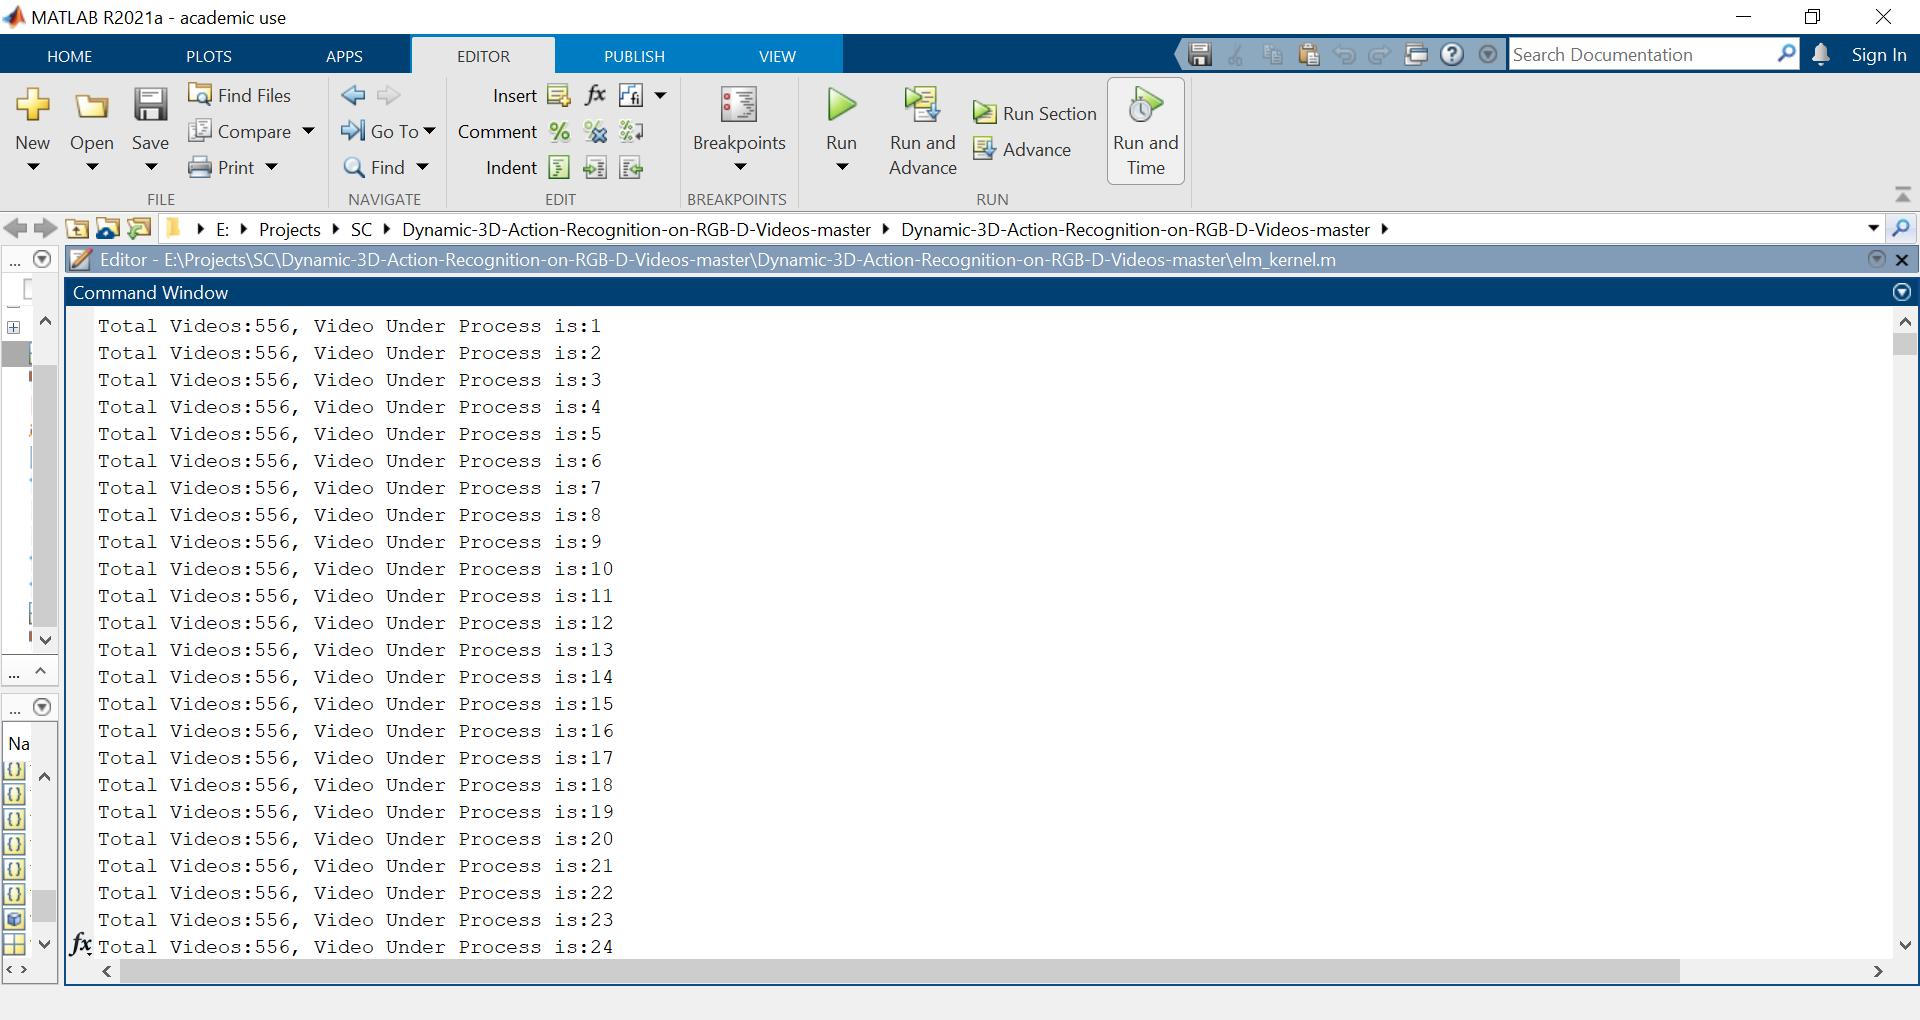 MATLAB R2021a - academic use
HOME PLOTS APPS EDITOR PUBLISH VIEW Search Documentation Sign In
New Open Save Find Files Compare Print
FILE
Go To Find
NAVIGATE
Insert fx fi
Comment % % %
Indent
EDIT
Breakpoints
BREAKPOINTS
Run Run and Advance Run Section Advance Run and Time
RUN
E: Projects SC Dynamic-3D-Action-Recognition-on-RGB-D-Videos-master Dynamic-3D-Action-Recognition-on-RGB-D-Videos-master
... Editor - E:\Projects\SC\Dynamic-3D-Action-Recognition-on-RGB-D-Videos-master\Dynamic-3D-Action-Recognition-on-RGB-D-Videos-master\elm_kernel.m
Command Window
Total Videos:556, Video Under Process is:1
Total Videos:556, Video Under Process is:2
Total Videos:556, Video Under Process is:3
Total Videos:556, Video Under Process is:4
Total Videos:556, Video Under Process is:5
Total Videos:556, Video Under Process is:6
Total Videos:556, Video Under Process is:7
Total Videos:556, Video Under Process is:8
Total Videos:556, Video Under Process is:9
Total Videos:556, Video Under Process is:10
Total Videos:556, Video Under Process is:11
Total Videos:556, Video Under Process is:12
Total Videos:556, Video Under Process is:13
Total Videos:556, Video Under Process is:14
Total Videos:556, Video Under Process is:15
Total Videos:556, Video Under Process is:16
Total Videos:556, Video Under Process is:17
Total Videos:556, Video Under Process is:18
Total Videos:556, Video Under Process is:19
Total Videos:556, Video Under Process is:20
Total Videos:556, Video Under Process is:21
Total Videos:556, Video Under Process is:22
Total Videos:556, Video Under Process is:23
fx Total Videos:556, Video Under Process is:24
...
...
Na